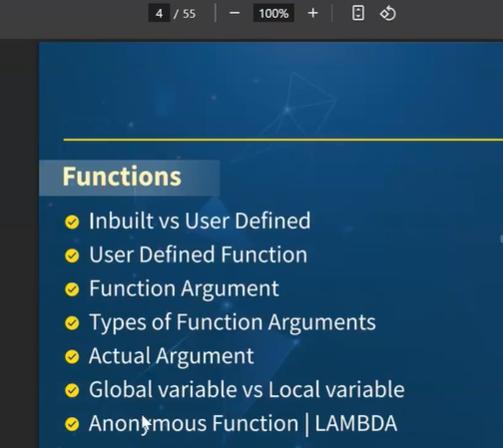 4 / 55 − 100% +
Functions
Inbuilt vs User Defined
User Defined Function
Function Argument
Types of Function Arguments
Actual Argument
Global variable vs Local variable
Anonymous Function | LAMBDA